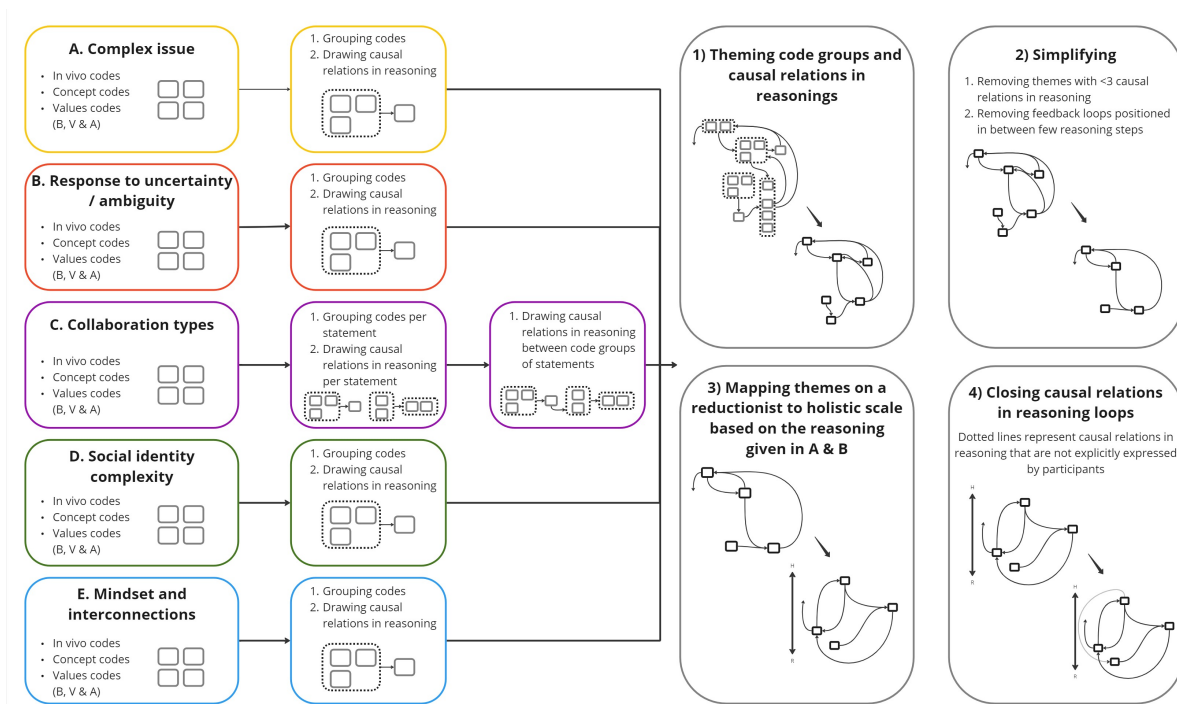 A. Complex issue
• In vivo codes
• Concept codes
• Values codes
(B, V & A)
1. Grouping codes
2. Drawing causal
relations in reasoning
B. Response to uncertainty
/ ambiguity
• In vivo codes
• Concept codes
• Values codes
(B, V & A)
1. Grouping codes
2. Drawing causal
relations in reasoning
C. Collaboration types
• In vivo codes
• Concept codes
• Values codes
(B, V & A)
1. Grouping codes per
statement
2. Drawing causal
relations in reasoning
per statement
1. Drawing causal
relations in reasoning
between code groups
of statements
D. Social identity
complexity
• In vivo codes
• Concept codes
• Values codes
(B, V & A)
1. Grouping codes
2. Drawing causal
relations in reasoning
E. Mindset and
interconnections
• In vivo codes
• Concept codes
• Values codes
(B, V & A)
1. Grouping codes
2. Drawing causal
relations in reasoning
1) Theming code groups and
causal relations in
reasonings
2) Simplifying
1. Removing themes with <3 causal
relations in reasoning
2. Removing feedback loops positioned
in between few reasoning steps
3) Mapping themes on a
reductionist to holistic scale
based on the reasoning
given in A & B
H
R
4) Closing causal relations
in reasoning loops
Dotted lines represent causal relations in
reasoning that are not explicitly expressed
by participants
H
R
H
R